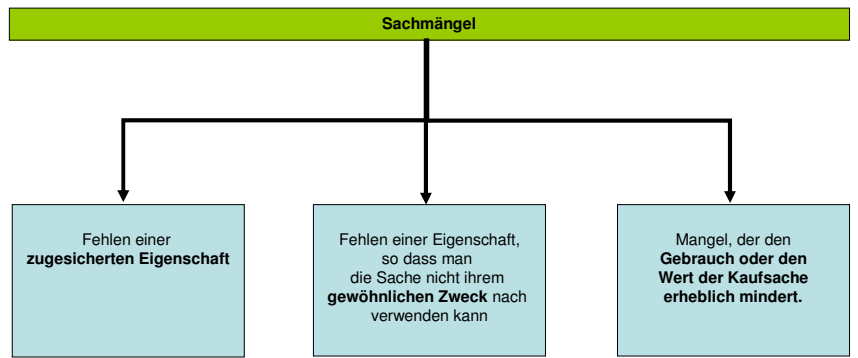 Sachmängel
Fehlen einer
zugesicherten Eigenschaft
Fehlen einer Eigenschaft,
so dass man
die Sache nicht ihrem
gewöhnlichen Zweck nach
verwenden kann
Mangel, der den
Gebrauch oder den
Wert der Kaufsache
erheblich mindert.